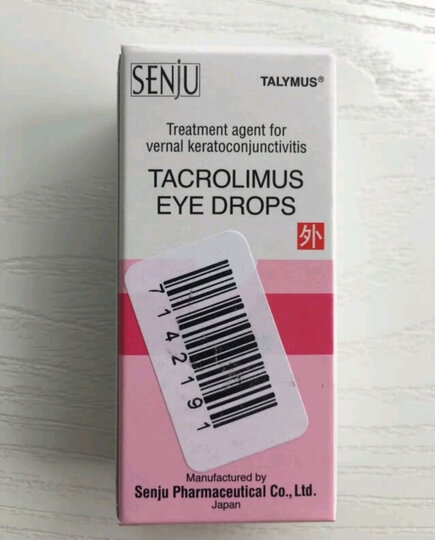 SENJU
TALYMUS®
Treatment agent for
vernal keratoconjunctivitis
TACROLIMUS
EYE DROPS
外
7142191
Manufactured by
Senju Pharmaceutical Co., Ltd.
Japan